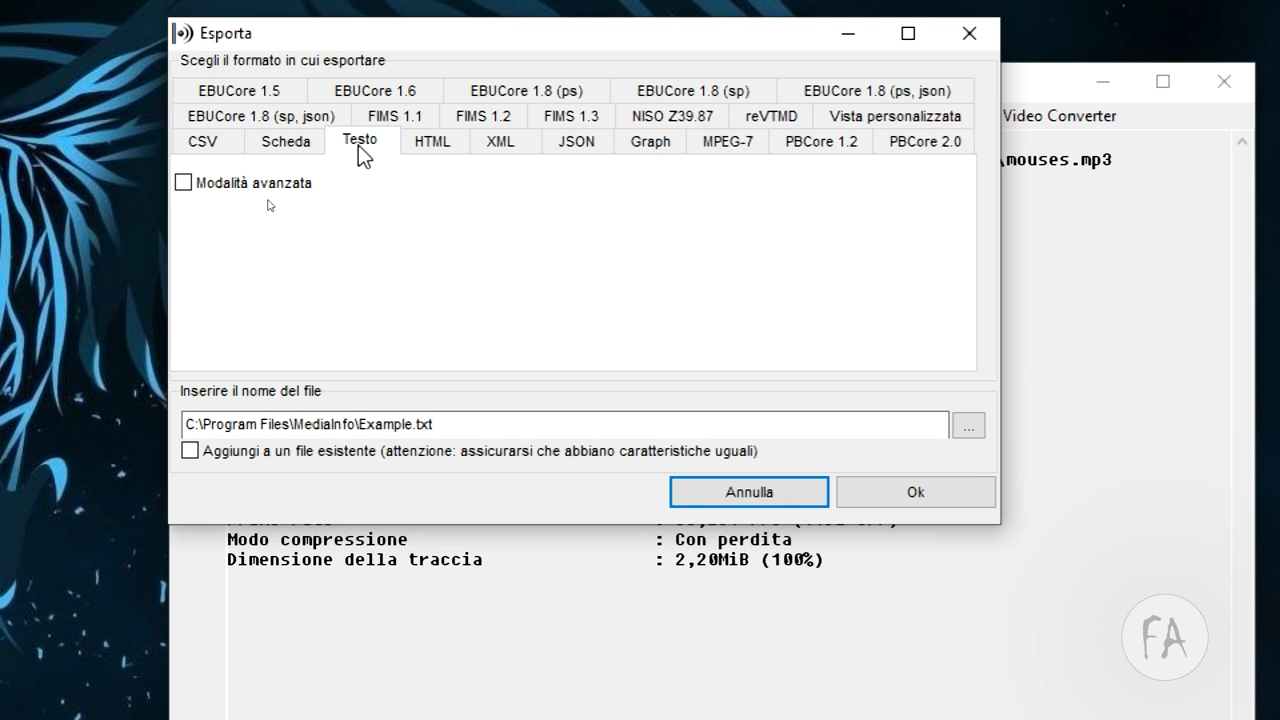 Esporta
Scegli il formato in cui esportare
EBUCore 1.5 EBUCore 1.6 EBUCore 1.8 (ps) EBUCore 1.8 (sp) EBUCore 1.8 (ps, json)
EBUCore 1.8 (sp, json) FIMS 1.1 FIMS 1.2 FIMS 1.3 NISO Z39.87 reVTMD Vista personalizzata
CSV Scheda Testo HTML XML JSON Graph MPEG-7 PBCore 1.2 PBCore 2.0
Modalità avanzata
Inserire il nome del file
C:\Program Files\MediaInfo\Example.txt ...
Aggiungi a un file esistente (attenzione: assicurarsi che abbiano caratteristiche uguali)
Annulla Ok
Video Converter
\mouses.mp3
Modo compressione : Con perdita
Dimensione della traccia : 2,20MiB (100%)
FA